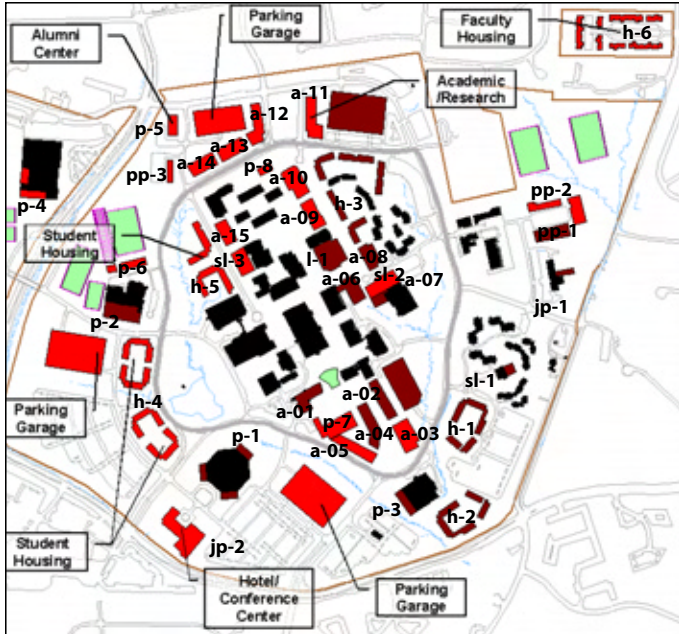 Parking
Garage
Faculty
Housing
h-6
Alumni
Center
a-11
Academic
/Research
a-12
p-5
a-13
a-14
p-8
pp-3
a-10
p-4
h-3
pp-2
a-09
pp-1
Student
Housing
a-15
sl-3
l-1
a-08
p-6
h-5
a-06
sl-2
a-07
jp-1
p-2
sl-1
Parking
Garage
h-4
a-02
a-01
p-7
a-04
a-03
h-1
a-05
p-1
p-3
h-2
Student
Housing
jp-2
Hotel/
Conference
Center
Parking
Garage